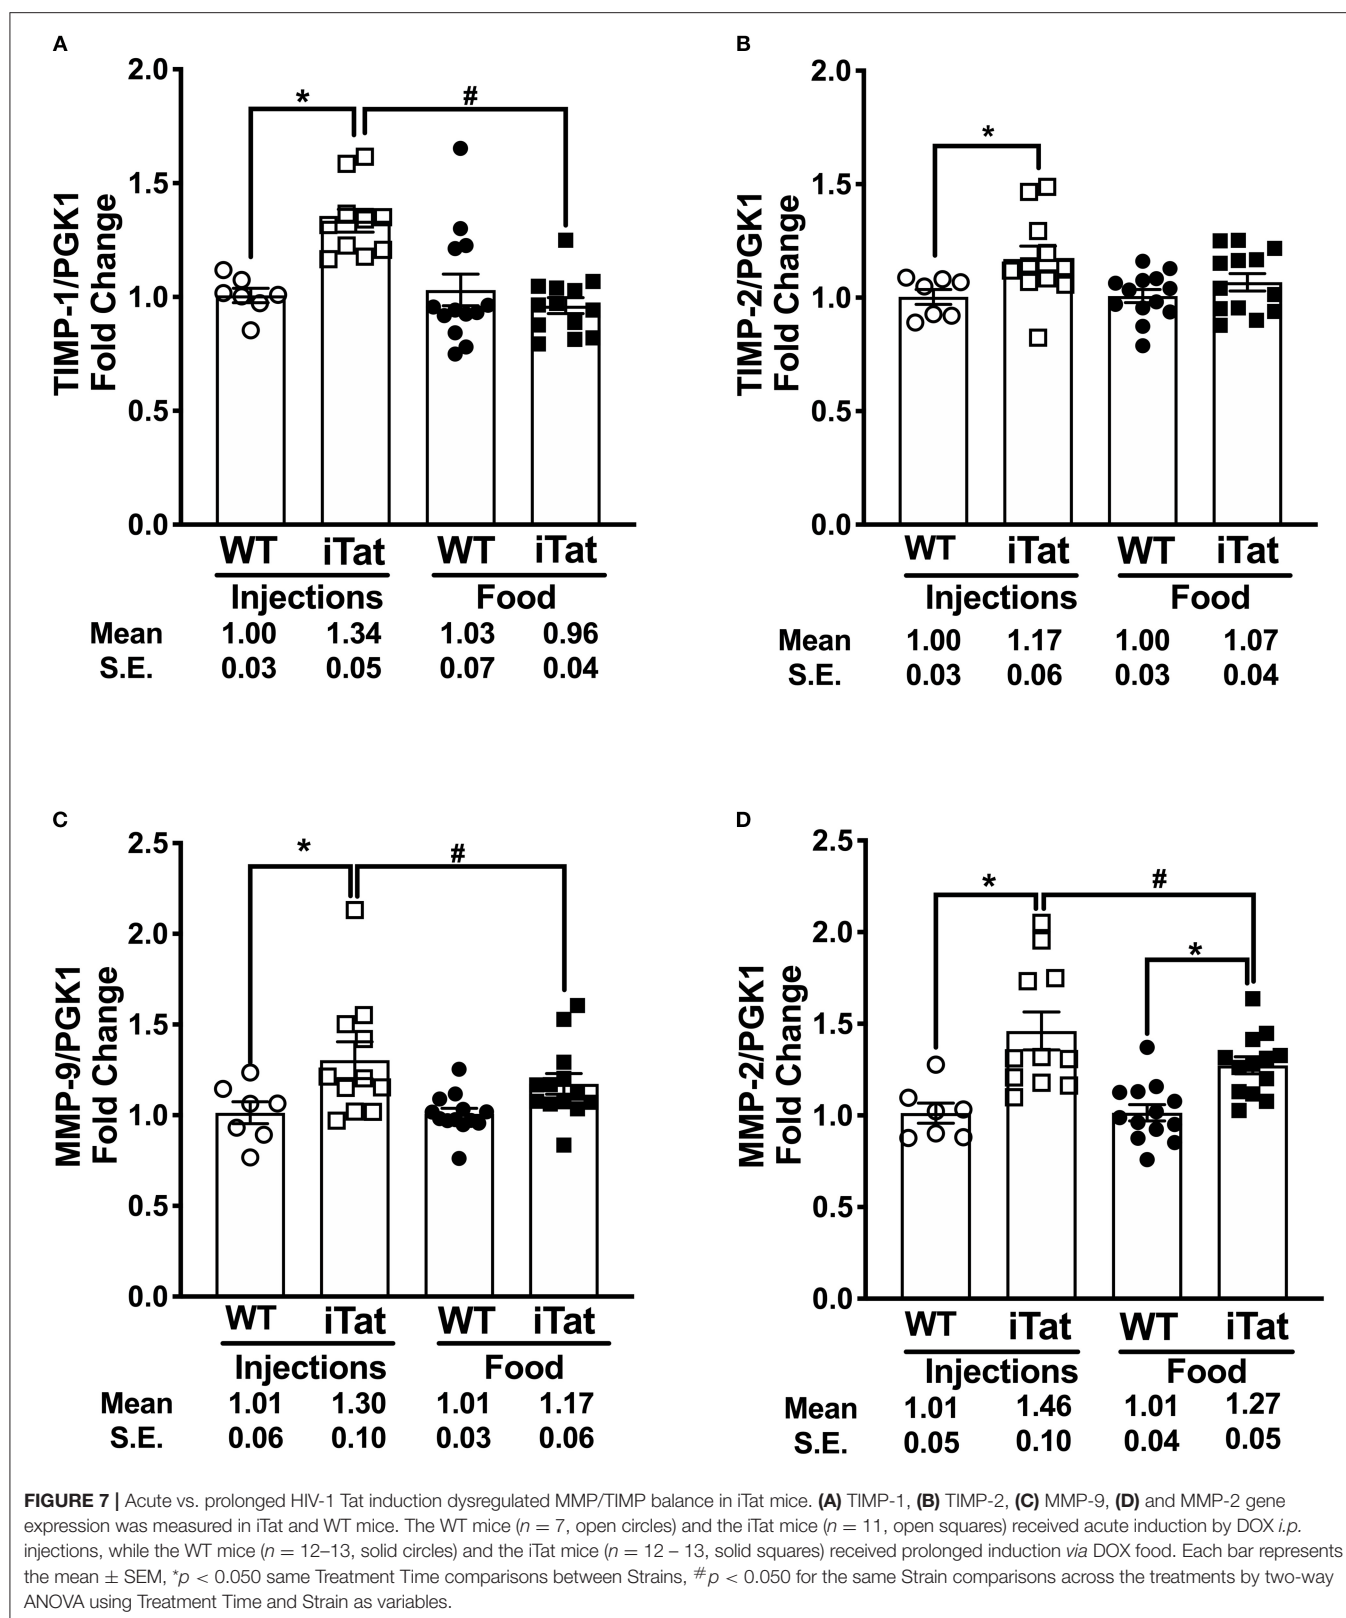 A
TIMP-1/PGK1
Fold Change
2.0
1.5
1.0
0.5
0.0
*
#
WT iTat WT iTat
Injections Food
Mean 1.00 1.34 1.03 0.96
S.E. 0.03 0.05 0.07 0.04
B
TIMP-2/PGK1
Fold Change
2.0
1.5
1.0
0.5
0.0
*
WT iTat WT iTat
Injections Food
Mean 1.00 1.17 1.00 1.07
S.E. 0.03 0.06 0.03 0.04
C
MMP-9/PGK1
Fold Change
2.5
2.0
1.5
1.0
0.5
0.0
*
#
WT iTat WT iTat
Injections Food
Mean 1.01 1.30 1.01 1.17
S.E. 0.06 0.10 0.03 0.06
D
MMP-2/PGK1
Fold Change
2.5
2.0
1.5
1.0
0.5
0.0
*
#
*
WT iTat WT iTat
Injections Food
Mean 1.01 1.46 1.01 1.27
S.E. 0.05 0.10 0.04 0.05
FIGURE 7 | Acute vs. prolonged HIV-1 Tat induction dysregulated MMP/TIMP balance in iTat mice. (A) TIMP-1, (B) TIMP-2, (C) MMP-9, (D) and MMP-2 gene
expression was measured in iTat and WT mice. The WT mice (n = 7, open circles) and the iTat mice (n = 11, open squares) received acute induction by DOX i.p.
injections, while the WT mice (n = 12–13, solid circles) and the iTat mice (n = 12 – 13, solid squares) received prolonged induction via DOX food. Each bar represents
the mean ± SEM, *p < 0.050 same Treatment Time comparisons between Strains, #p < 0.050 for the same Strain comparisons across the treatments by two-way
ANOVA using Treatment Time and Strain as variables.